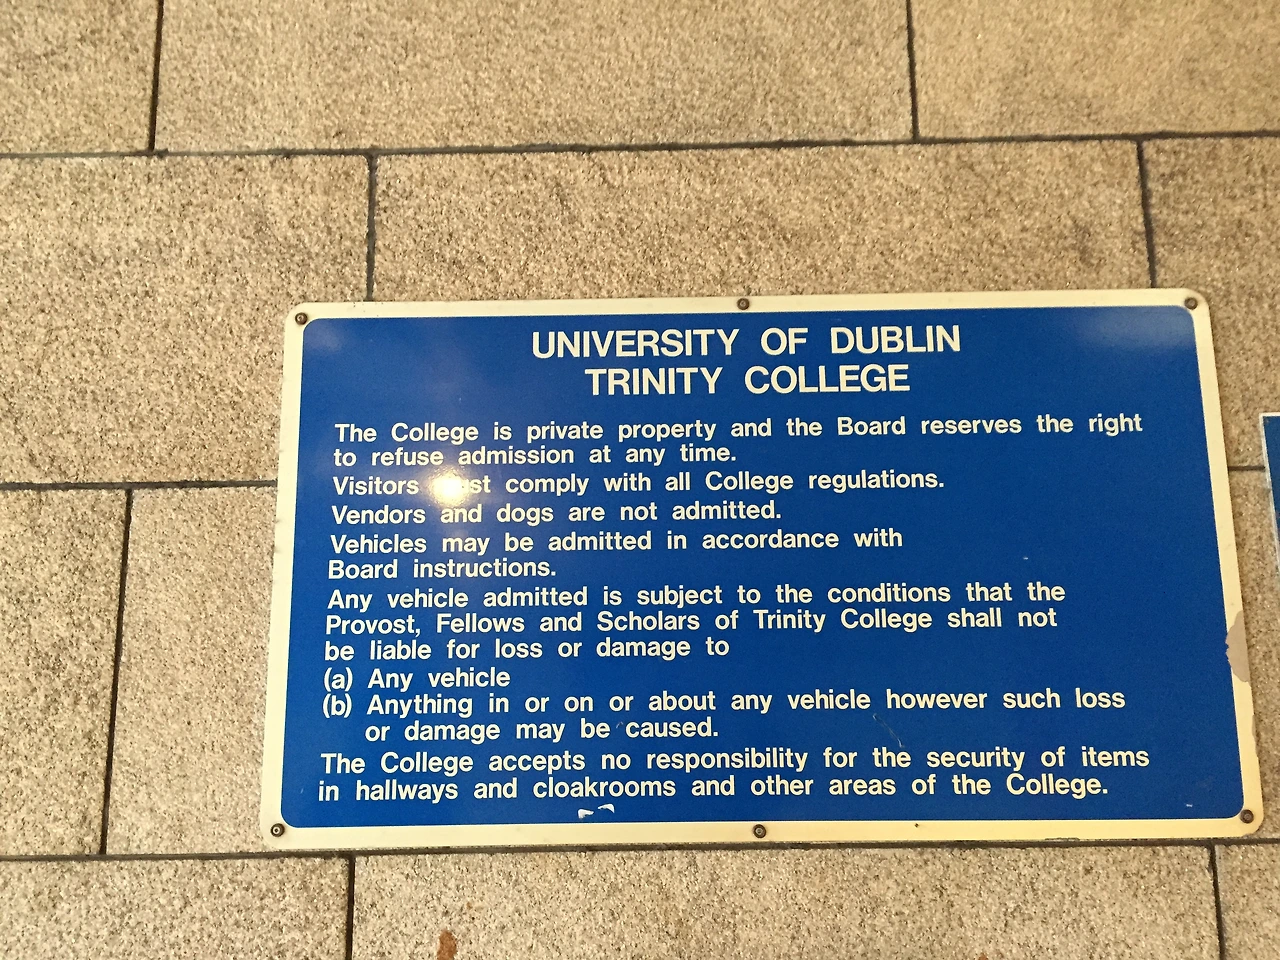 UNIVERSITY OF DUBLIN
TRINITY COLLEGE
The College is private property and the Board reserves the right
to refuse admission at any time.
Visitors must comply with all College regulations.
Vendors and dogs are not admitted.
Vehicles may be admitted in accordance with
Board instructions.
Any vehicle admitted is subject to the conditions that the
Provost, Fellows and Scholars of Trinity College shall not
be liable for loss or damage to
(a) Any vehicle
(b) Anything in or on or about any vehicle however such loss
or damage may be caused.
The College accepts no responsibility for the security of items
in hallways and cloakrooms and other areas of the College.